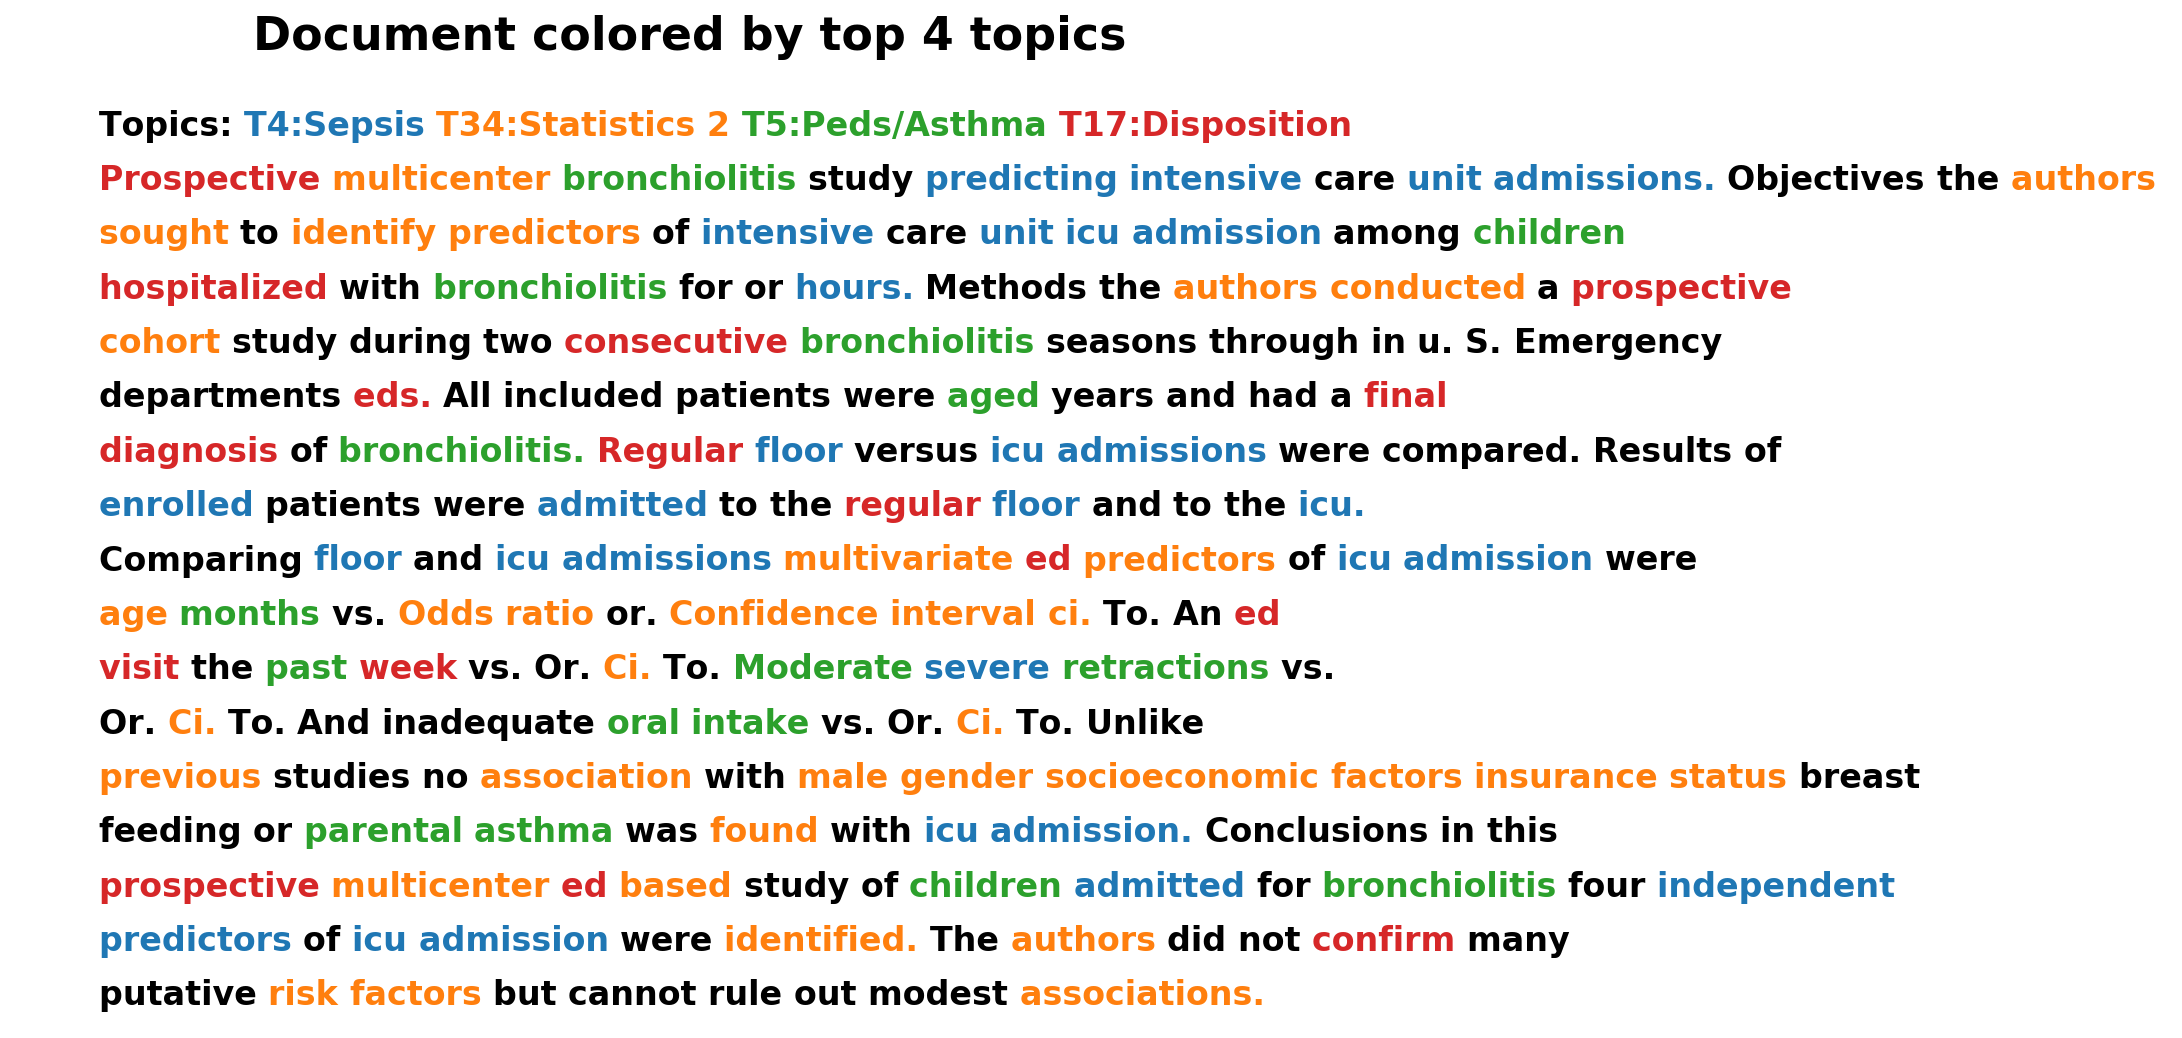 Document colored by top 4 topics
Topics: T4:Sepsis T34:Statistics 2 T5:Peds/Asthma T17:Disposition
Prospective multicenter bronchiolitis study predicting intensive care unit admissions. Objectives the authors
sought to identify predictors of intensive care unit icu admission among children
hospitalized with bronchiolitis for or hours. Methods the authors conducted a prospective
cohort study during two consecutive bronchiolitis seasons through in u. S. Emergency
departments eds. All included patients were aged years and had a final
diagnosis of bronchiolitis. Regular floor versus icu admissions were compared. Results of
enrolled patients were admitted to the regular floor and to the icu.
Comparing floor and icu admissions multivariate ed predictors of icu admission were
age months vs. Odds ratio or. Confidence interval ci. To. An ed
visit the past week vs. Or. Ci. To. Moderate severe retractions vs.
Or. Ci. To. And inadequate oral intake vs. Or. Ci. To. Unlike
previous studies no association with male gender socioeconomic factors insurance status breast
feeding or parental asthma was found with icu admission. Conclusions in this
prospective multicenter ed based study of children admitted for bronchiolitis four independent
predictors of icu admission were identified. The authors did not confirm many
putative risk factors but cannot rule out modest associations.